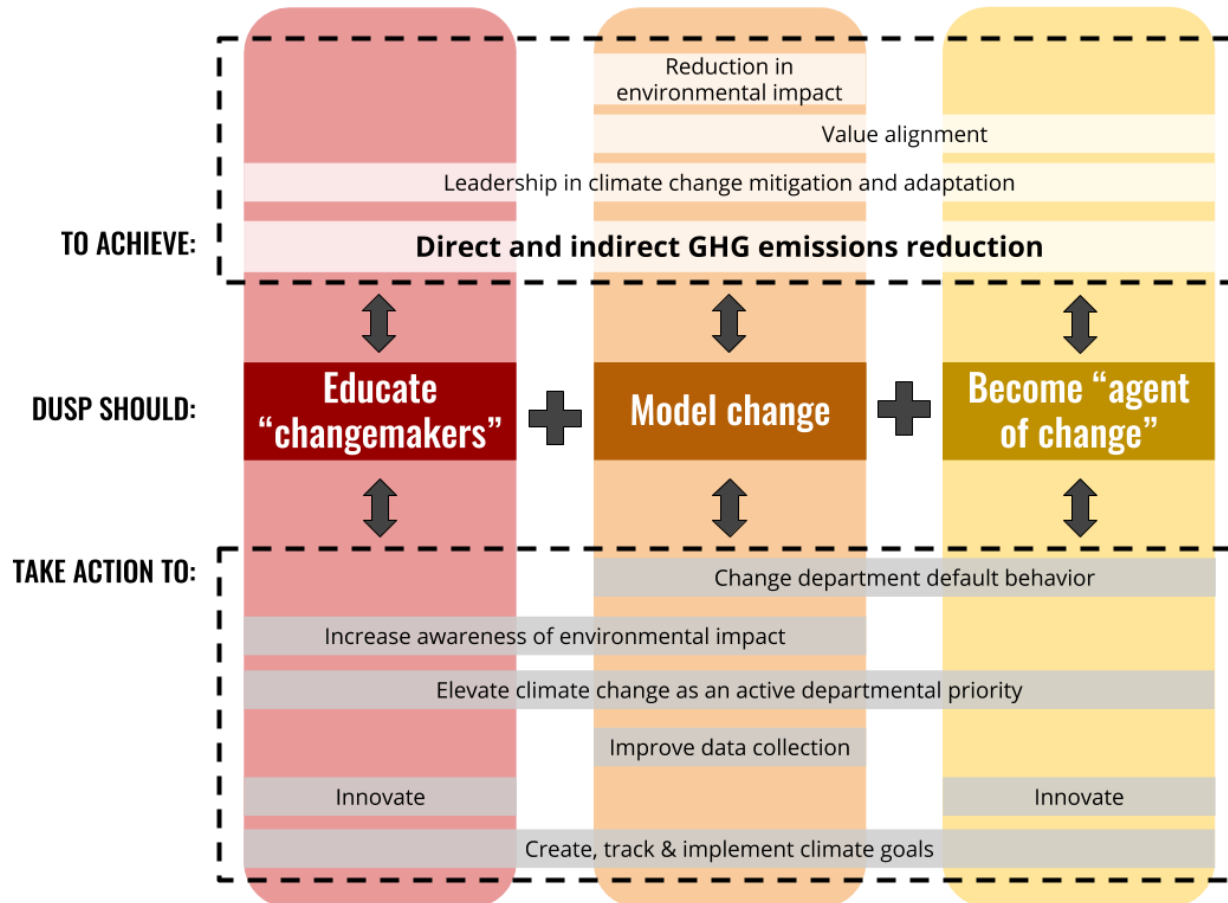 Reduction in
environmental impact
Value alignment
Leadership in climate change mitigation and adaptation
TO ACHIEVE:
Direct and indirect GHG emissions reduction
DUSP SHOULD:
Educate
“changemakers”
Model change
Become “agent
of change”
TAKE ACTION TO:
Change department default behavior
Increase awareness of environmental impact
Elevate climate change as an active departmental priority
Improve data collection
Innovate
Innovate
Create, track & implement climate goals